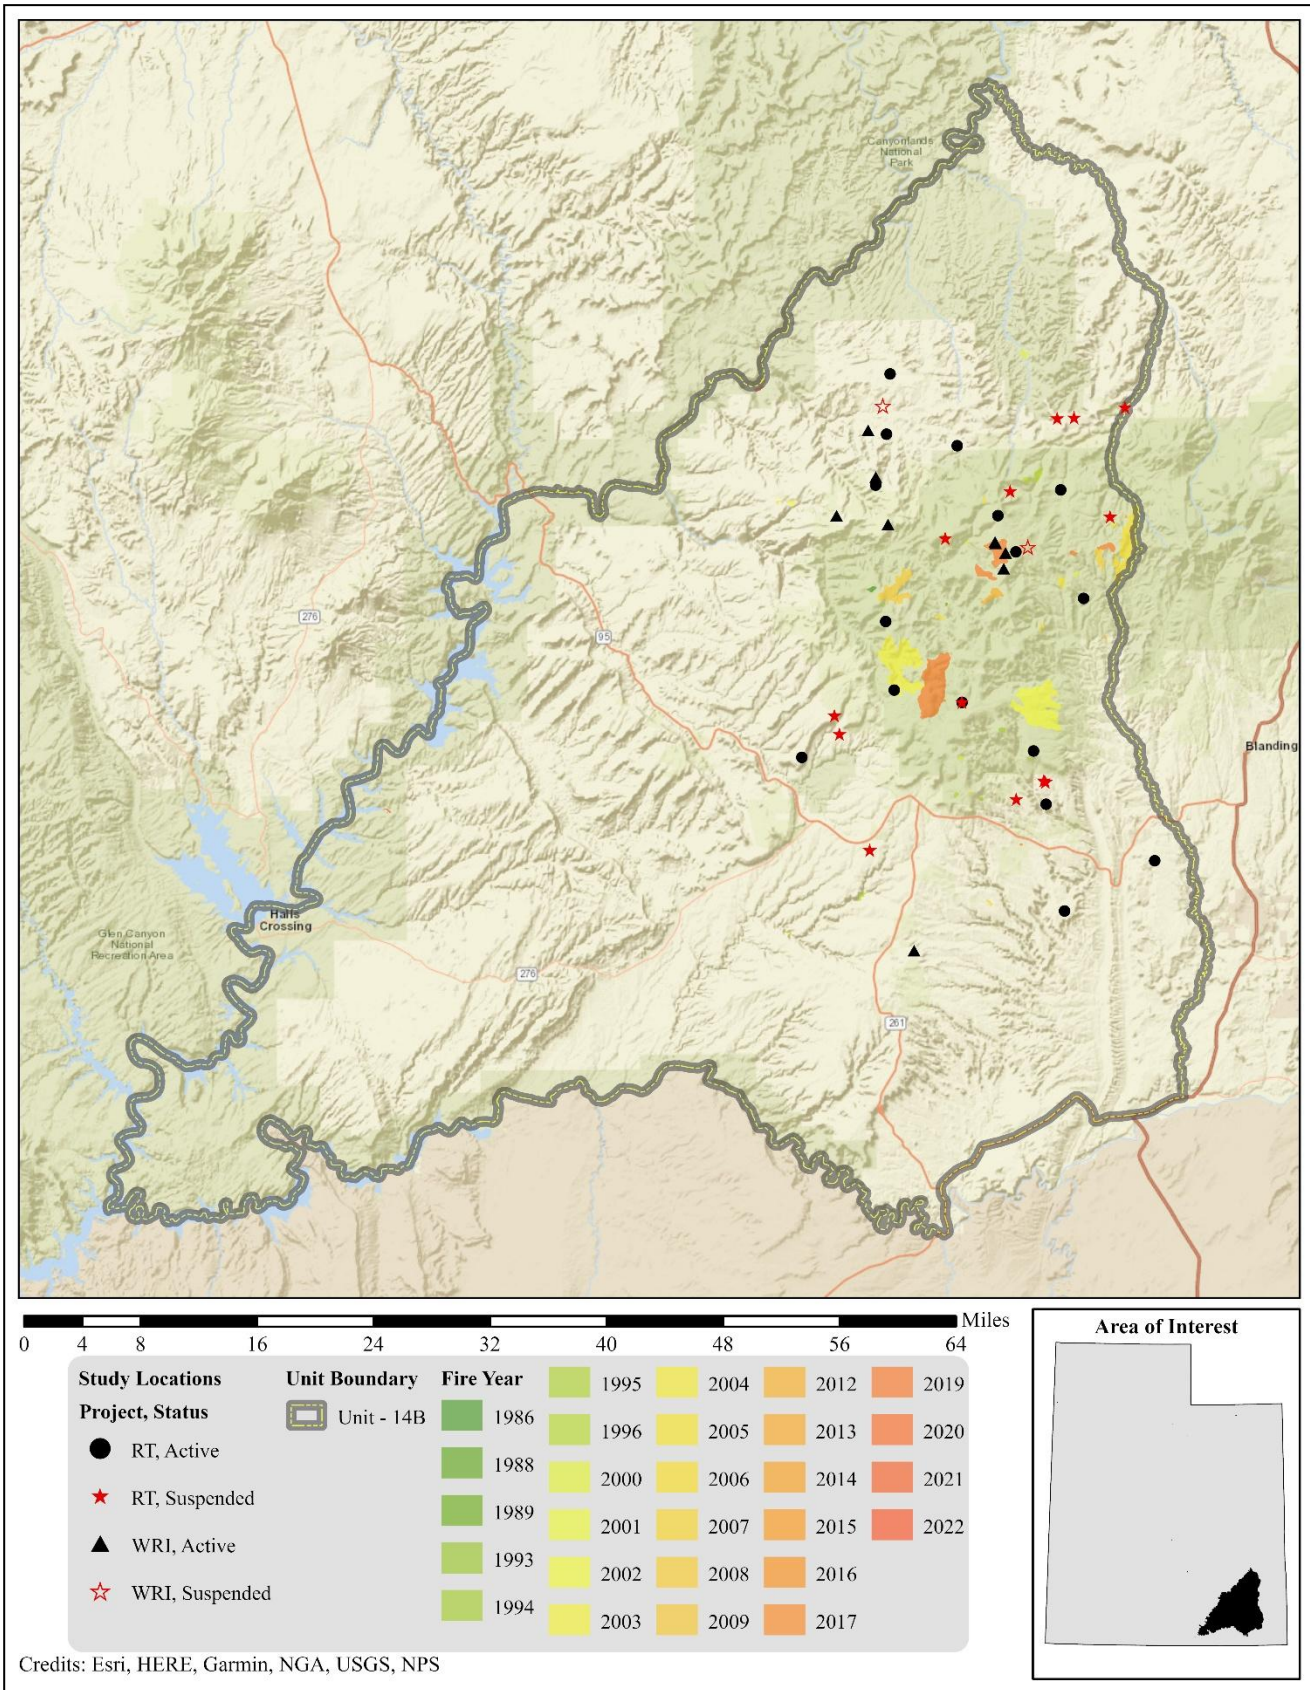 Canyonlands
National
Park
276
95
Blanding
Halls
Crossing
Glen Canyon
National
Recreation Area
276
261
Miles
0 4 8 16 24 32 40 48 56 64
Study Locations
Project, Status
RT, Active
RT, Suspended
WRI, Active
WRI, Suspended
Unit Boundary
Unit - 14B
Fire Year
1986
1988
1989
1993
1994
1995
1996
2000
2001
2002
2003
2004
2005
2006
2007
2008
2009
2012
2013
2014
2015
2016
2017
2019
2020
2021
2022
Area of Interest
Credits: Esri, HERE, Garmin, NGA, USGS, NPS